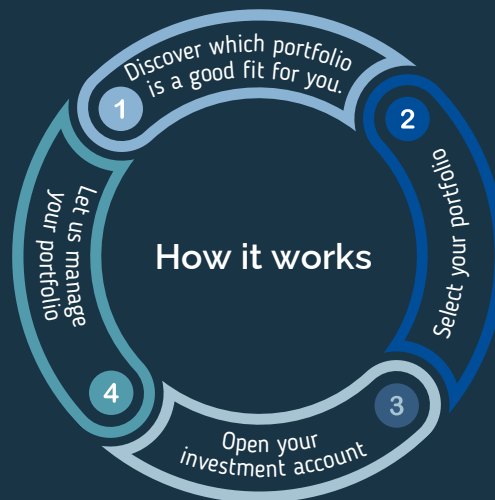 How it works
1
Discover which portfolio
is a good fit for you.
2
Select your portfolio
3
Open your
investment account
4
Let us manage
your portfolio